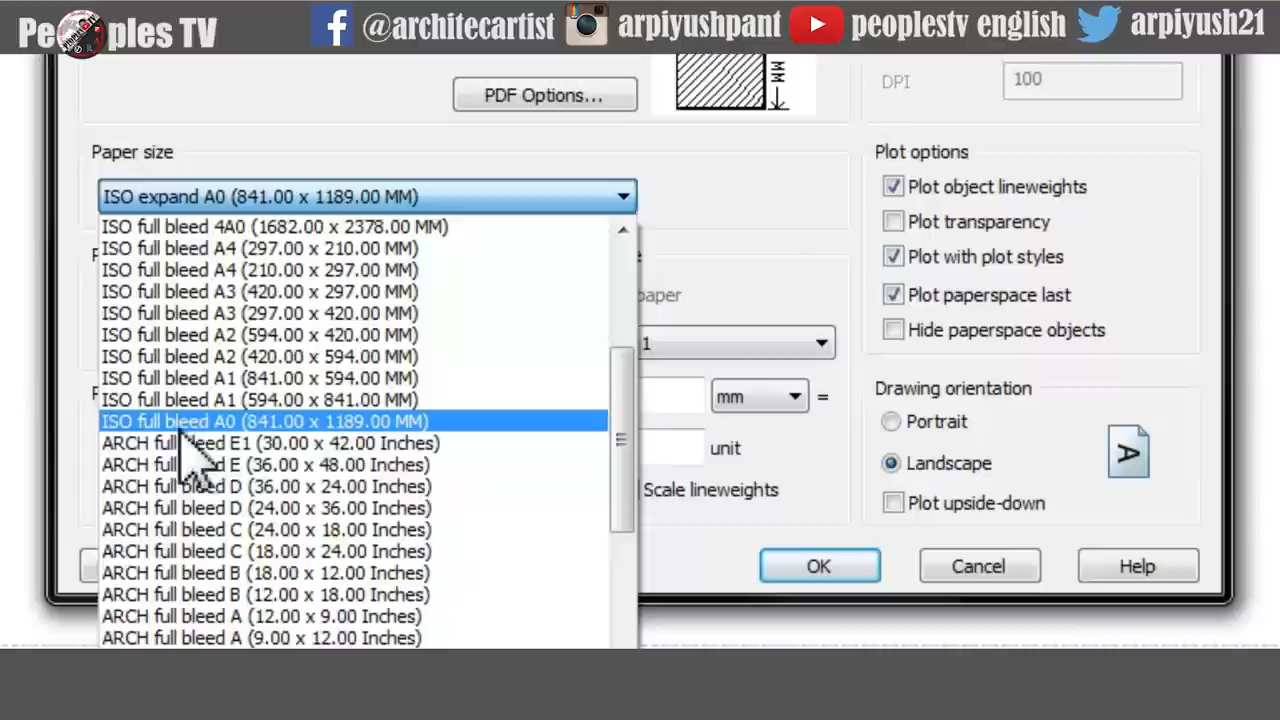 Pe ples TV @architecartist arpiyushpant peoplestv english arpiyush21
PDF Options...
MM
DPI 100
Paper size
ISO expand A0 (841.00 x 1189.00 MM)
ISO full bleed 4A0 (1682.00 x 2378.00 MM)
ISO full bleed A4 (297.00 x 210.00 MM)
ISO full bleed A4 (210.00 x 297.00 MM)
ISO full bleed A3 (420.00 x 297.00 MM)
ISO full bleed A3 (297.00 x 420.00 MM)
ISO full bleed A2 (594.00 x 420.00 MM)
ISO full bleed A2 (420.00 x 594.00 MM)
ISO full bleed A1 (841.00 x 594.00 MM)
ISO full bleed A1 (594.00 x 841.00 MM)
ISO full bleed A0 (841.00 x 1189.00 MM)
ARCH full bleed E1 (30.00 x 42.00 Inches)
ARCH full bleed E (36.00 x 48.00 Inches)
ARCH full bleed D (36.00 x 24.00 Inches)
ARCH full bleed D (24.00 x 36.00 Inches)
ARCH full bleed C (24.00 x 18.00 Inches)
ARCH full bleed C (18.00 x 24.00 Inches)
ARCH full bleed B (18.00 x 12.00 Inches)
ARCH full bleed B (12.00 x 18.00 Inches)
ARCH full bleed A (12.00 x 9.00 Inches)
ARCH full bleed A (9.00 x 12.00 Inches)
paper
1
mm =
unit
Scale lineweights
Plot options
Plot object lineweights
Plot transparency
Plot with plot styles
Plot paperspace last
Hide paperspace objects
Drawing orientation
Portrait
Landscape
A
Plot upside-down
OK Cancel Help